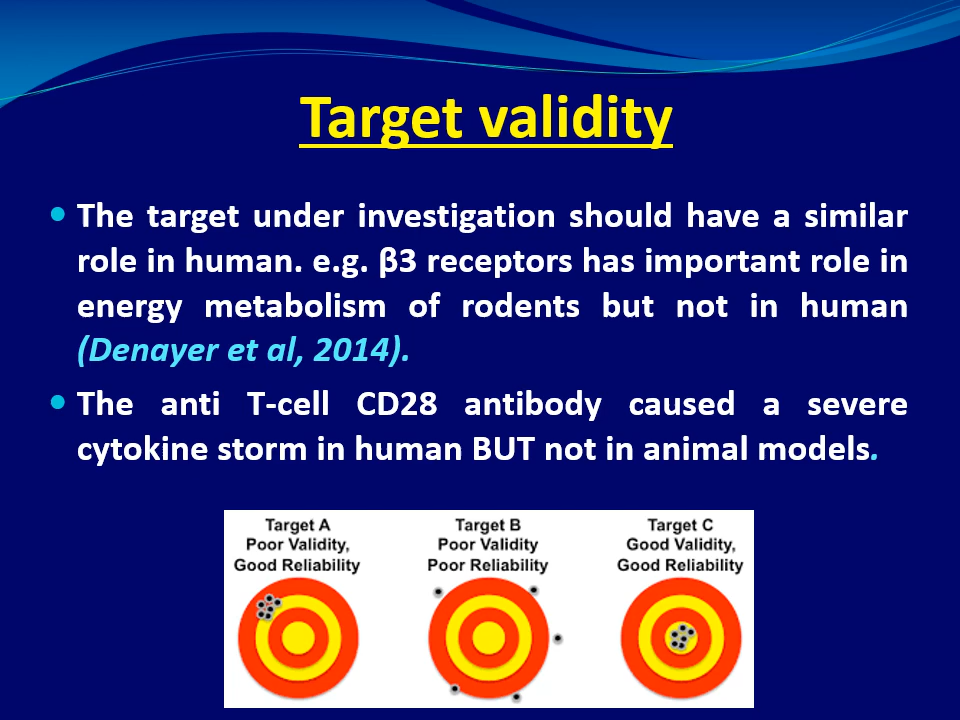 Target validity
The target under investigation should have a similar
role in human. e.g. β3 receptors has important role in
energy metabolism of rodents but not in human
(Denayer et al, 2014).
The anti T-cell CD28 antibody caused a severe
cytokine storm in human BUT not in animal models.
Target A
Poor Validity,
Good Reliability
Target B
Poor Validity
Poor Reliability
Target C
Good Validity,
Good Reliability